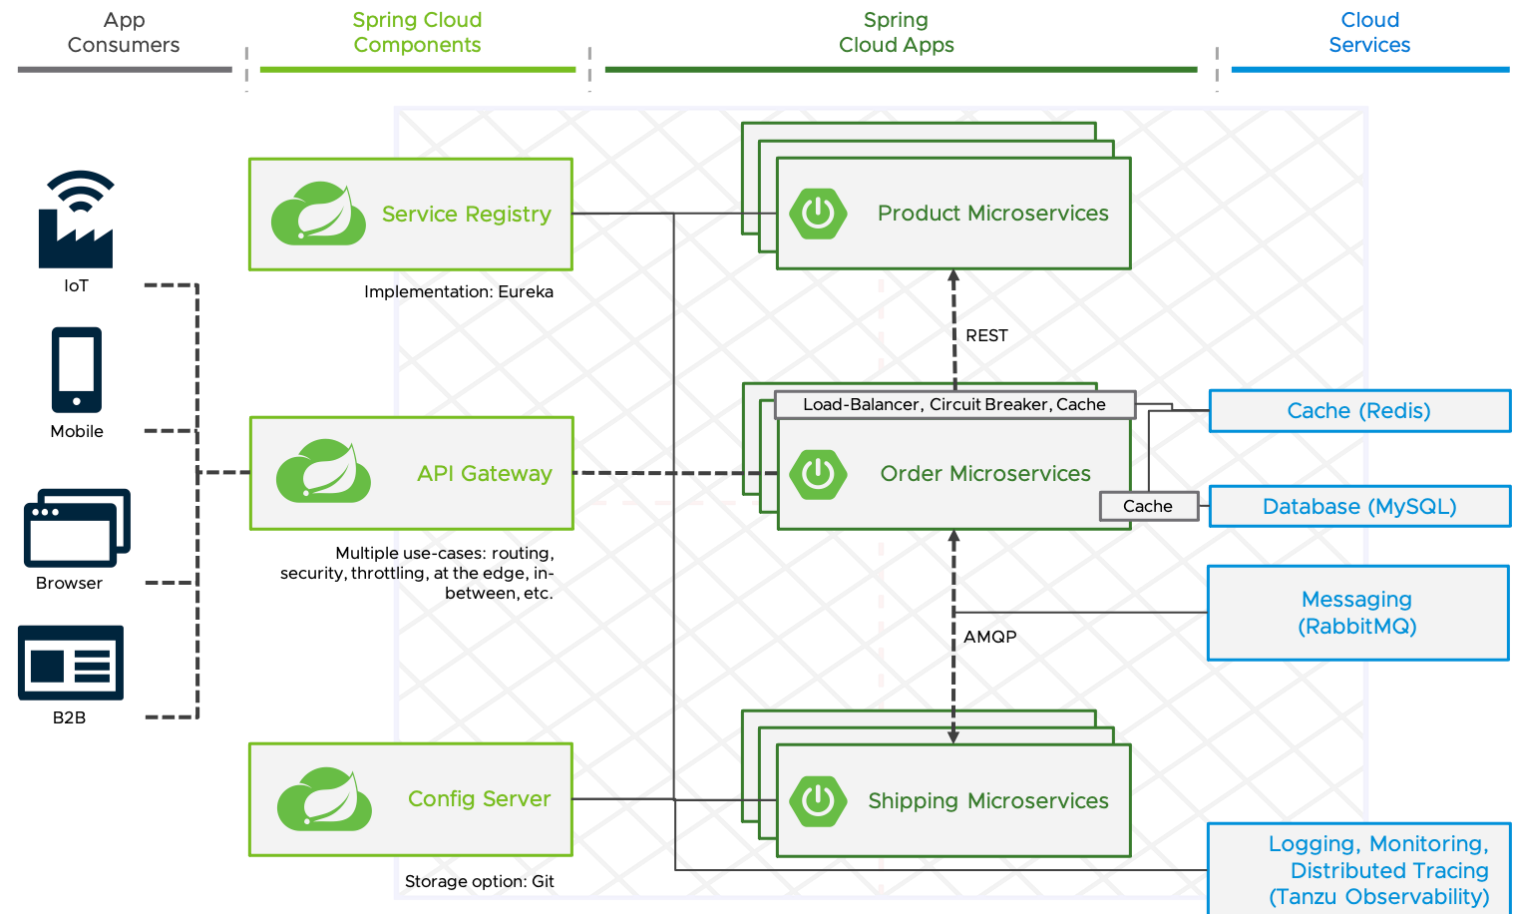 App
Consumers
Spring Cloud
Components
Spring
Cloud Apps
Cloud
Services
IoT
Mobile
Browser
B2B
Service Registry
Implementation: Eureka
API Gateway
Multiple use-cases: routing,
security, throttling, at the edge, in-
between, etc.
Config Server
Storage option: Git
Product Microservices
REST
Load-Balancer, Circuit Breaker, Cache
Order Microservices
Cache
AMQP
Shipping Microservices
Cache (Redis)
Database (MySQL)
Messaging
(RabbitMQ)
Logging, Monitoring,
Distributed Tracing
(Tanzu Observability)